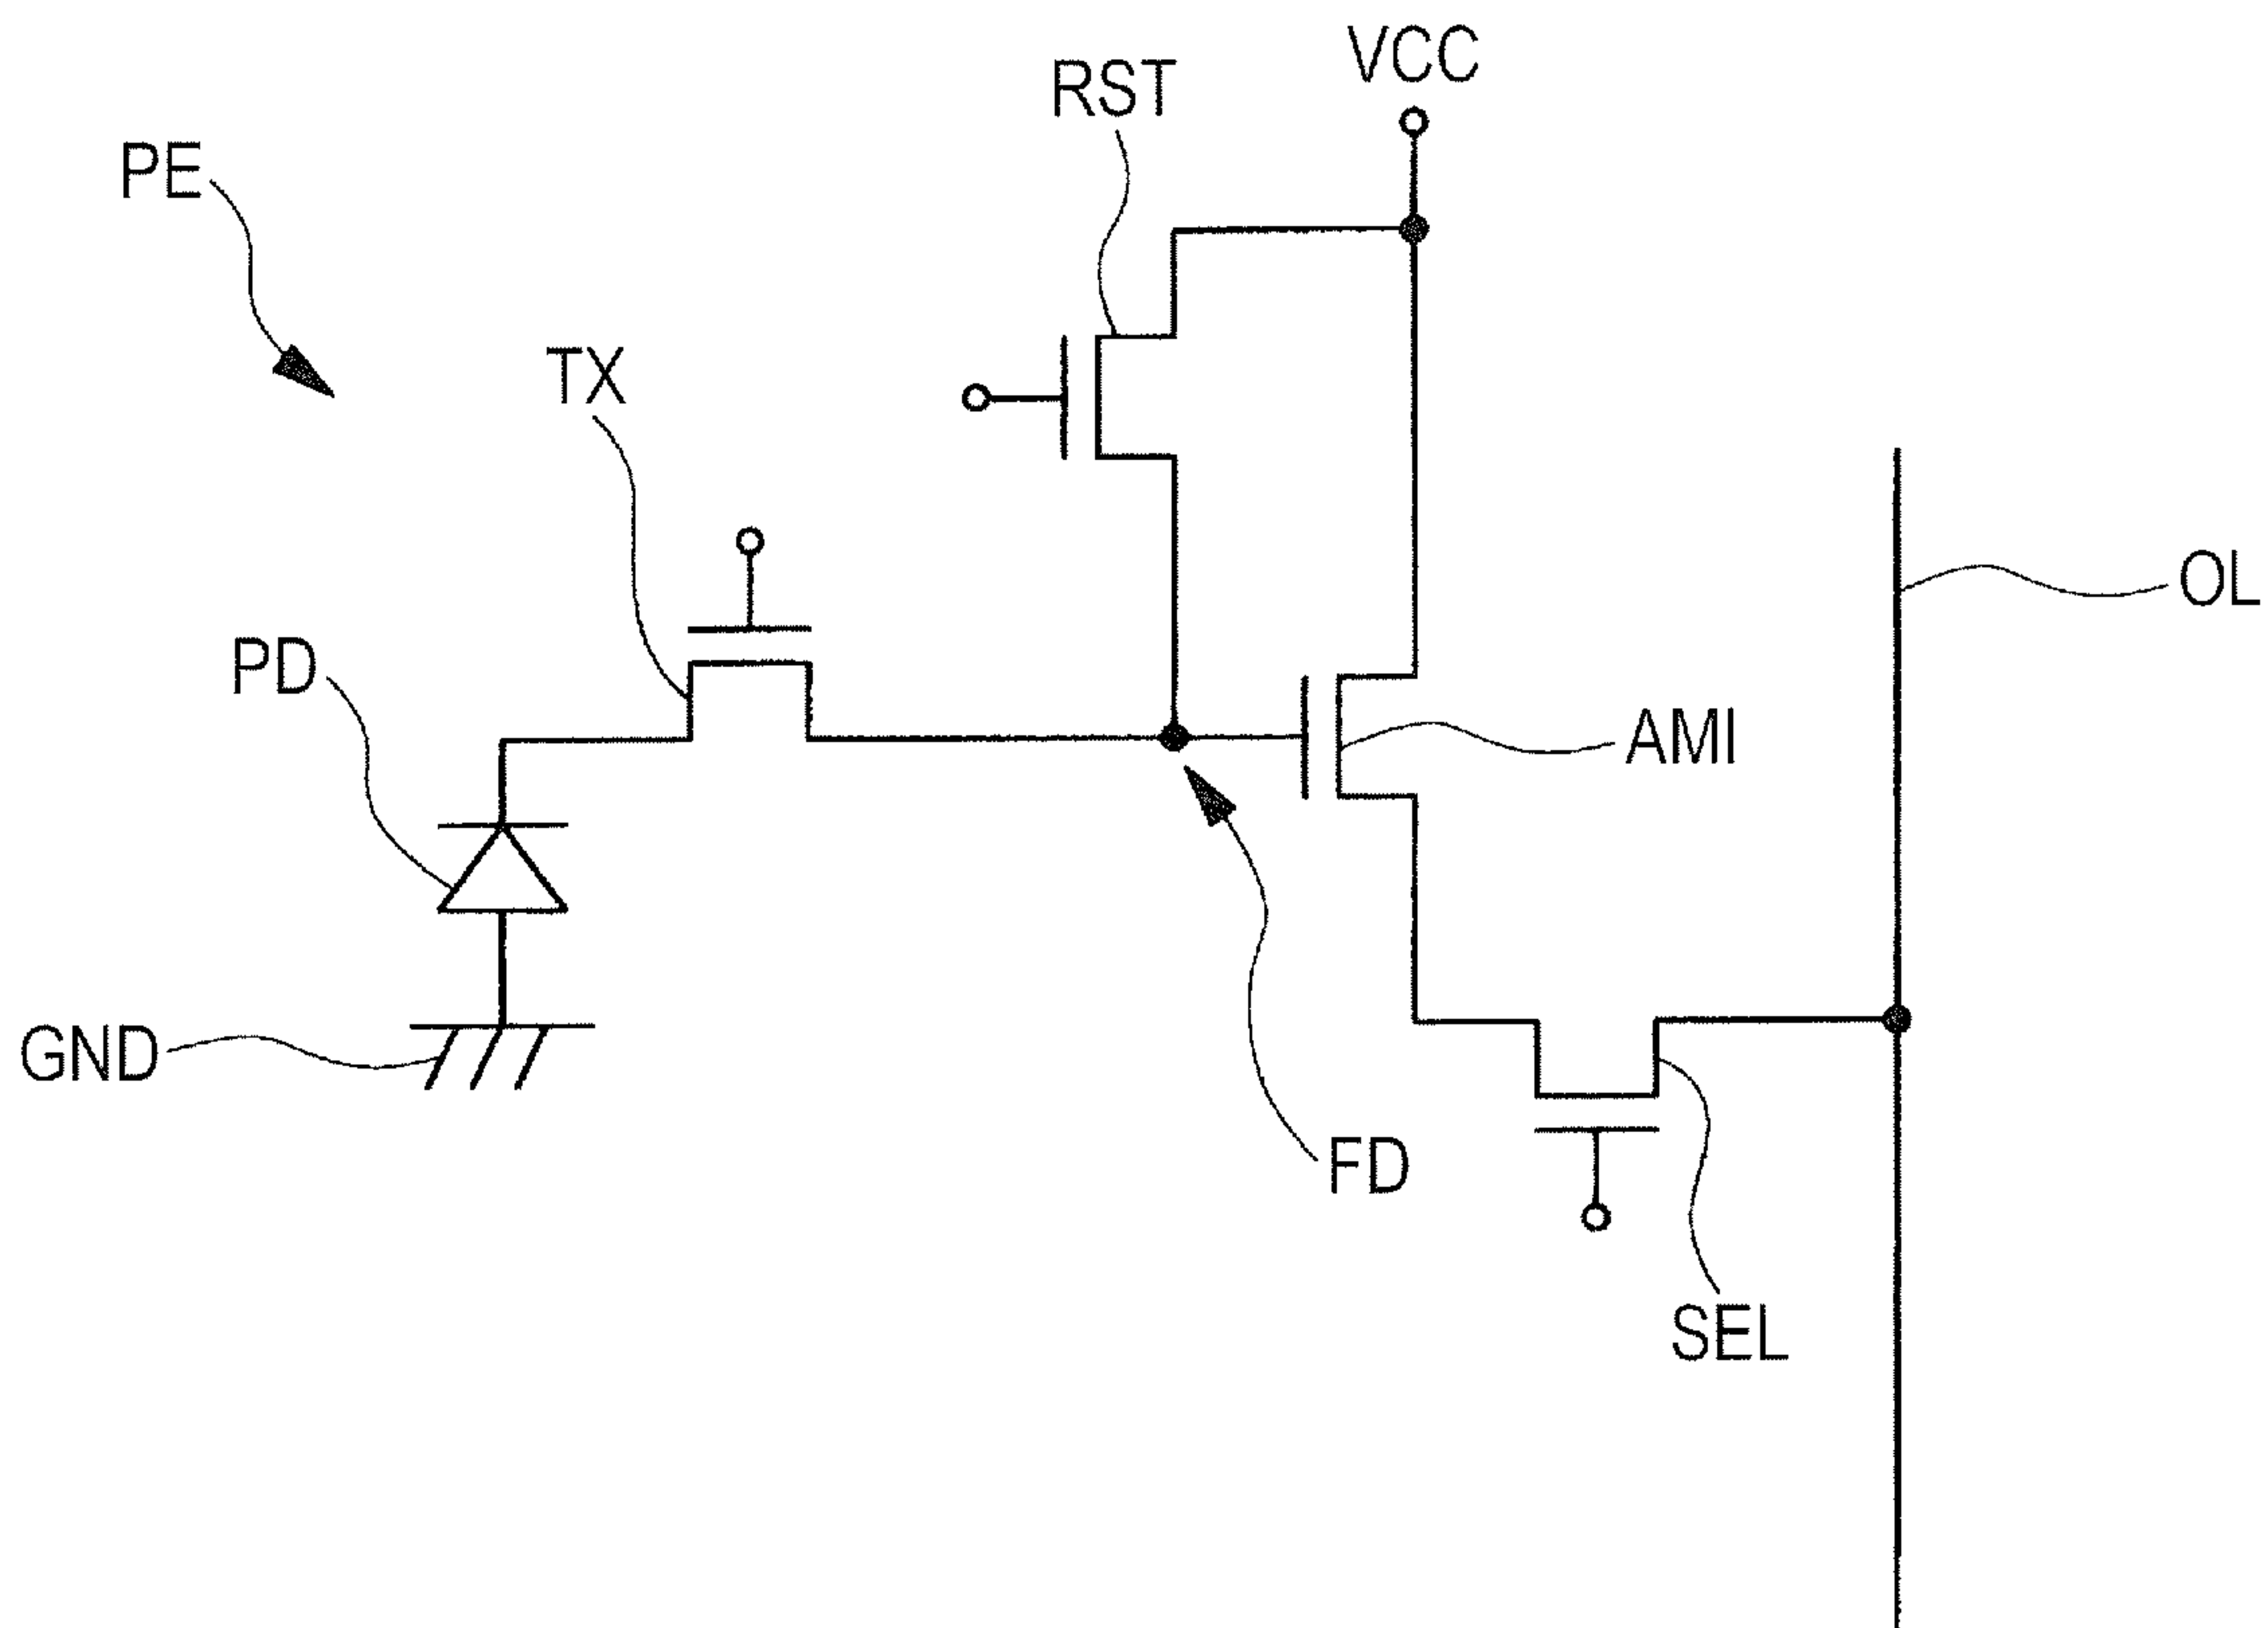 VCC
RST
PE
TX
OL
PD
AMI
GND
FD
SEL